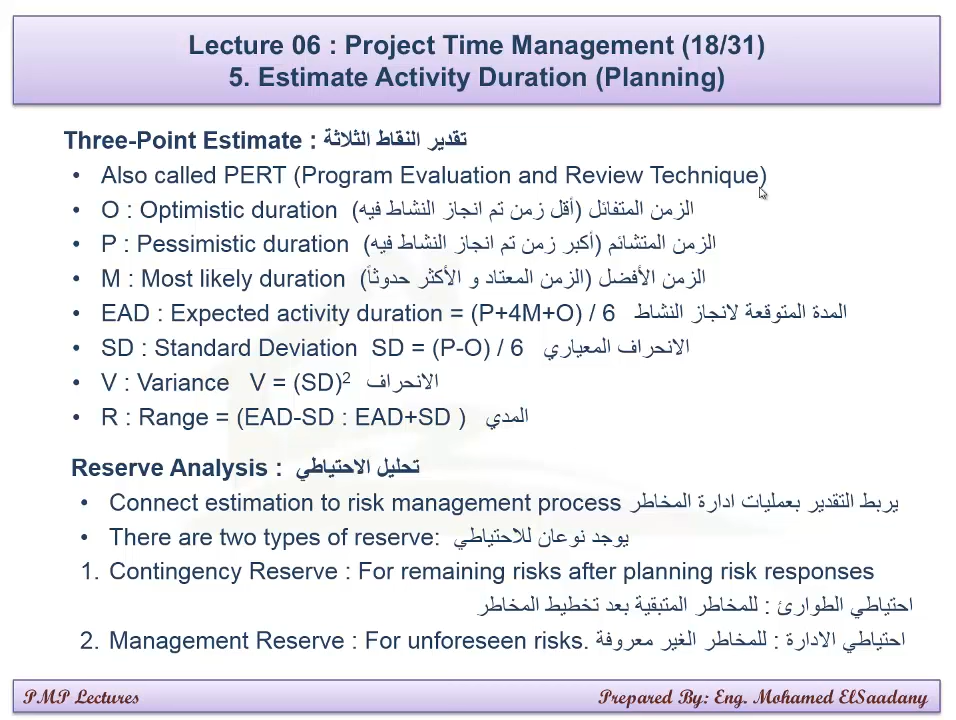 Lecture 06 : Project Time Management (18/31)
5. Estimate Activity Duration (Planning)
Three-Point Estimate : تقدير النقاط الثلاثة
• Also called PERT (Program Evaluation and Review Technique)
• O : Optimistic duration الزمن المتفائل (أقل زمن تم انجاز النشاط فيه)
• P : Pessimistic duration الزمن المتشائم (أكبر زمن تم انجاز النشاط فيه)
• M : Most likely duration الزمن الأفضل (الزمن المعتاد و الأكثر حدوثاً)
• EAD : Expected activity duration = (P+4M+O) / 6 المدة المتوقعة لانجاز النشاط
• SD : Standard Deviation SD = (P-O) / 6 الانحراف المعياري
• V : Variance V = (SD)² الانحراف
• R : Range = (EAD-SD : EAD+SD ) المدي
Reserve Analysis : تحليل الاحتياطي
• Connect estimation to risk management process يربط التقدير بعمليات ادارة المخاطر
• There are two types of reserve: يوجد نوعان للاحتياطي
1. Contingency Reserve : For remaining risks after planning risk responses
احتياطي الطوارئ : للمخاطر المتبقية بعد تخطيط المخاطر
2. Management Reserve : For unforeseen risks. احتياطي الادارة : للمخاطر الغير معروفة
PMP Lectures
Prepared By: Eng. Mohamed ElSaadany